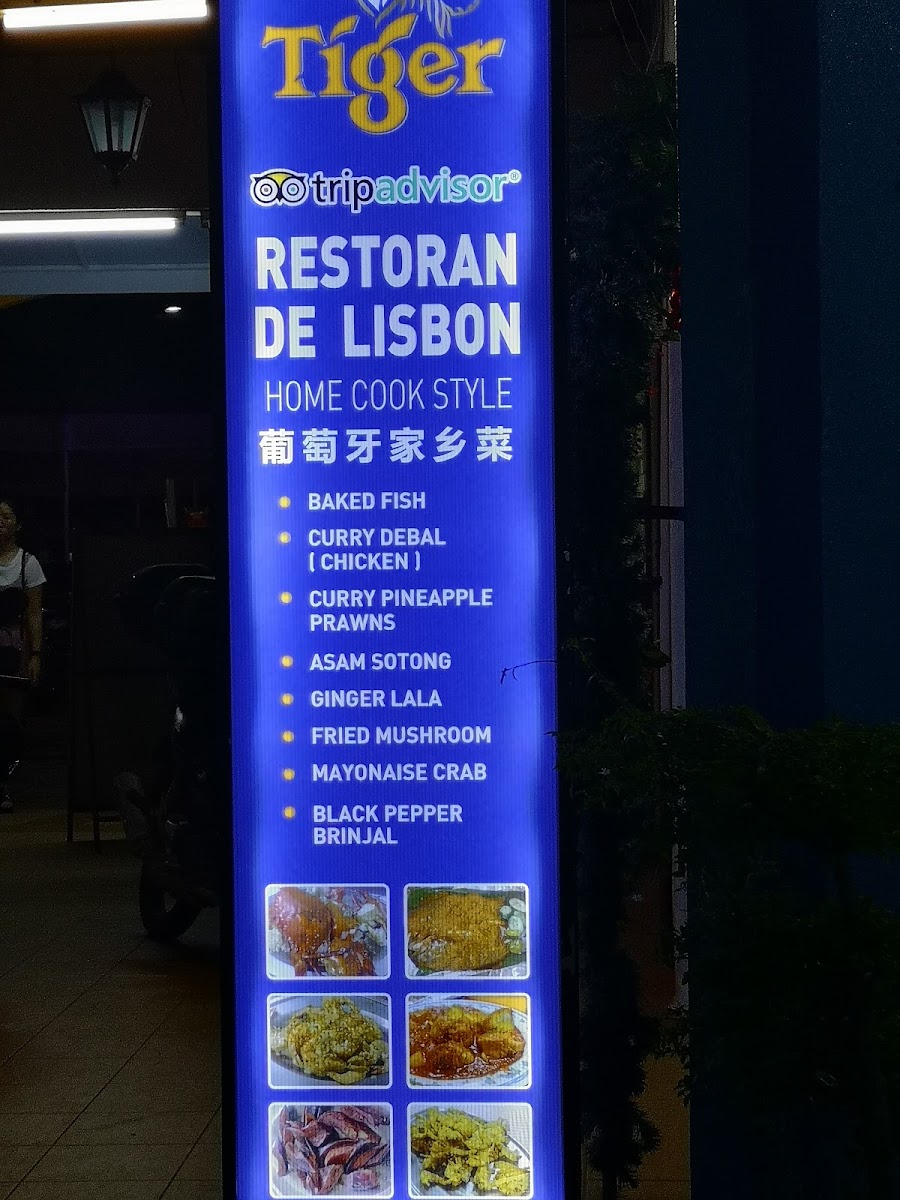 Tiger
tripadvisor®
RESTORAN
DE LISBON
HOME COOK STYLE
葡萄牙家乡菜
BAKED FISH
CURRY DEBAL
( CHICKEN )
CURRY PINEAPPLE
PRAWNS
ASAM SOTONG
GINGER LALA
FRIED MUSHROOM
MAYONAISE CRAB
BLACK PEPPER
BRINJAL